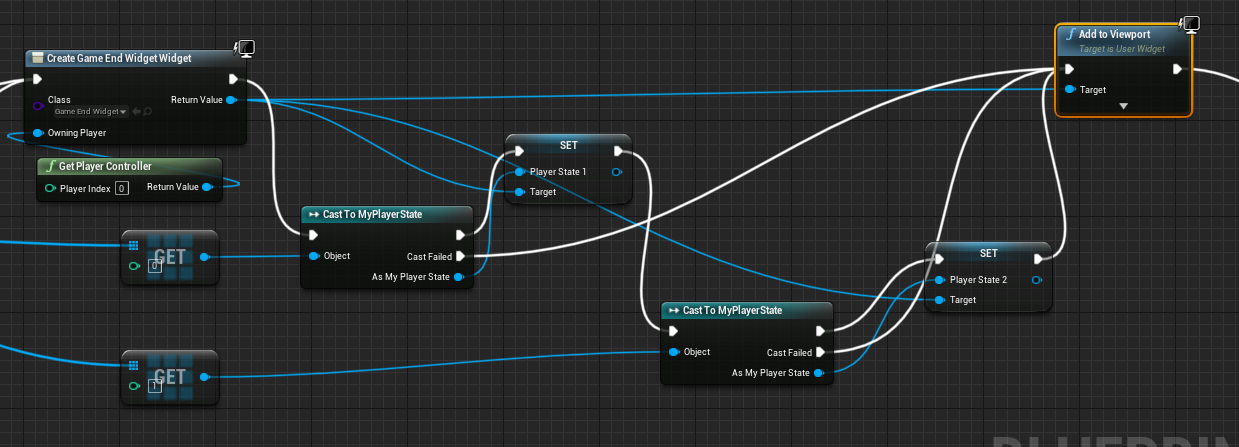 Create Game End Widget Widget
Class
Game End Widget
Return Value
Owning Player
Get Player Controller
Player Index 0
Return Value
GET
0
GET
1
Cast To MyPlayerState
Object
Cast Failed
As My Player State
SET
Player State 1
Target
Cast To MyPlayerState
Object
Cast Failed
As My Player State
SET
Player State 2
Target
Add to Viewport
Target is User Widget
Target